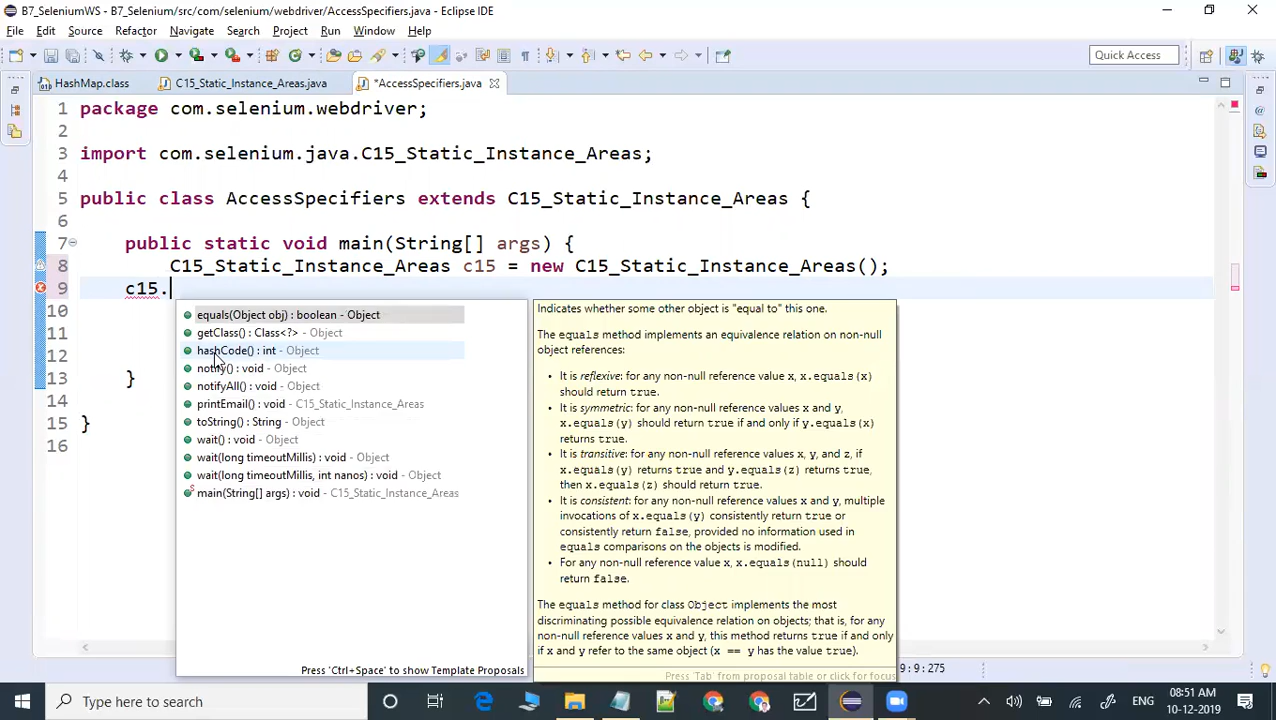 B7_SeleniumWS - B7_Selenium/src/com/selenium/webdriver/AccessSpecifiers.java - Eclipse IDE
File Edit Source Refactor Navigate Search Project Run Window Help
Quick Access
HashMap.class C15_Static_Instance_Areas.java *AccessSpecifiers.java
1 package com.selenium.webdriver;
2
3 import com.selenium.java.C15_Static_Instance_Areas;
4
5 public class AccessSpecifiers extends C15_Static_Instance_Areas {
6
7 public static void main(String[] args) {
8 C15_Static_Instance_Areas c15 = new C15_Static_Instance_Areas();
9 c15.
10
11
12
13 }
14
15 }
16
equals(Object obj) : boolean - Object
getClass() : Class<?> - Object
hashCode() : int - Object
notify() : void - Object
notifyAll() : void - Object
printEmail() : void - C15_Static_Instance_Areas
toString() : String - Object
wait() : void - Object
wait(long timeoutMillis) : void - Object
wait(long timeoutMillis, int nanos) : void - Object
main(String[] args) : void - C15_Static_Instance_Areas
Press 'Ctrl+Space' to show Template Proposals
Indicates whether some other object is "equal to" this one.
The equals method implements an equivalence relation on non-null
object references:
• It is reflexive: for any non-null reference value x, x.equals(x)
should return true.
• It is symmetric: for any non-null reference values x and y,
x.equals(y) should return true if and only if y.equals(x)
returns true.
• It is transitive: for any non-null reference values x, y, and z, if
x.equals(y) returns true and y.equals(z) returns true,
then x.equals(z) should return true.
• It is consistent: for any non-null reference values x and y, multiple
invocations of x.equals(y) consistently return true or
consistently return false, provided no information used in
equals comparisons on the objects is modified.
• For any non-null reference value x, x.equals(null) should
return false.
The equals method for class Object implements the most
discriminating possible equivalence relation on objects; that is, for any
non-null reference values x and y, this method returns true if and only
if x and y refer to the same object (x == y has the value true).
Press 'Tab' from proposal table or click for focus
9 : 9 : 275
Type here to search
ENG
08:51 AM
10-12-2019